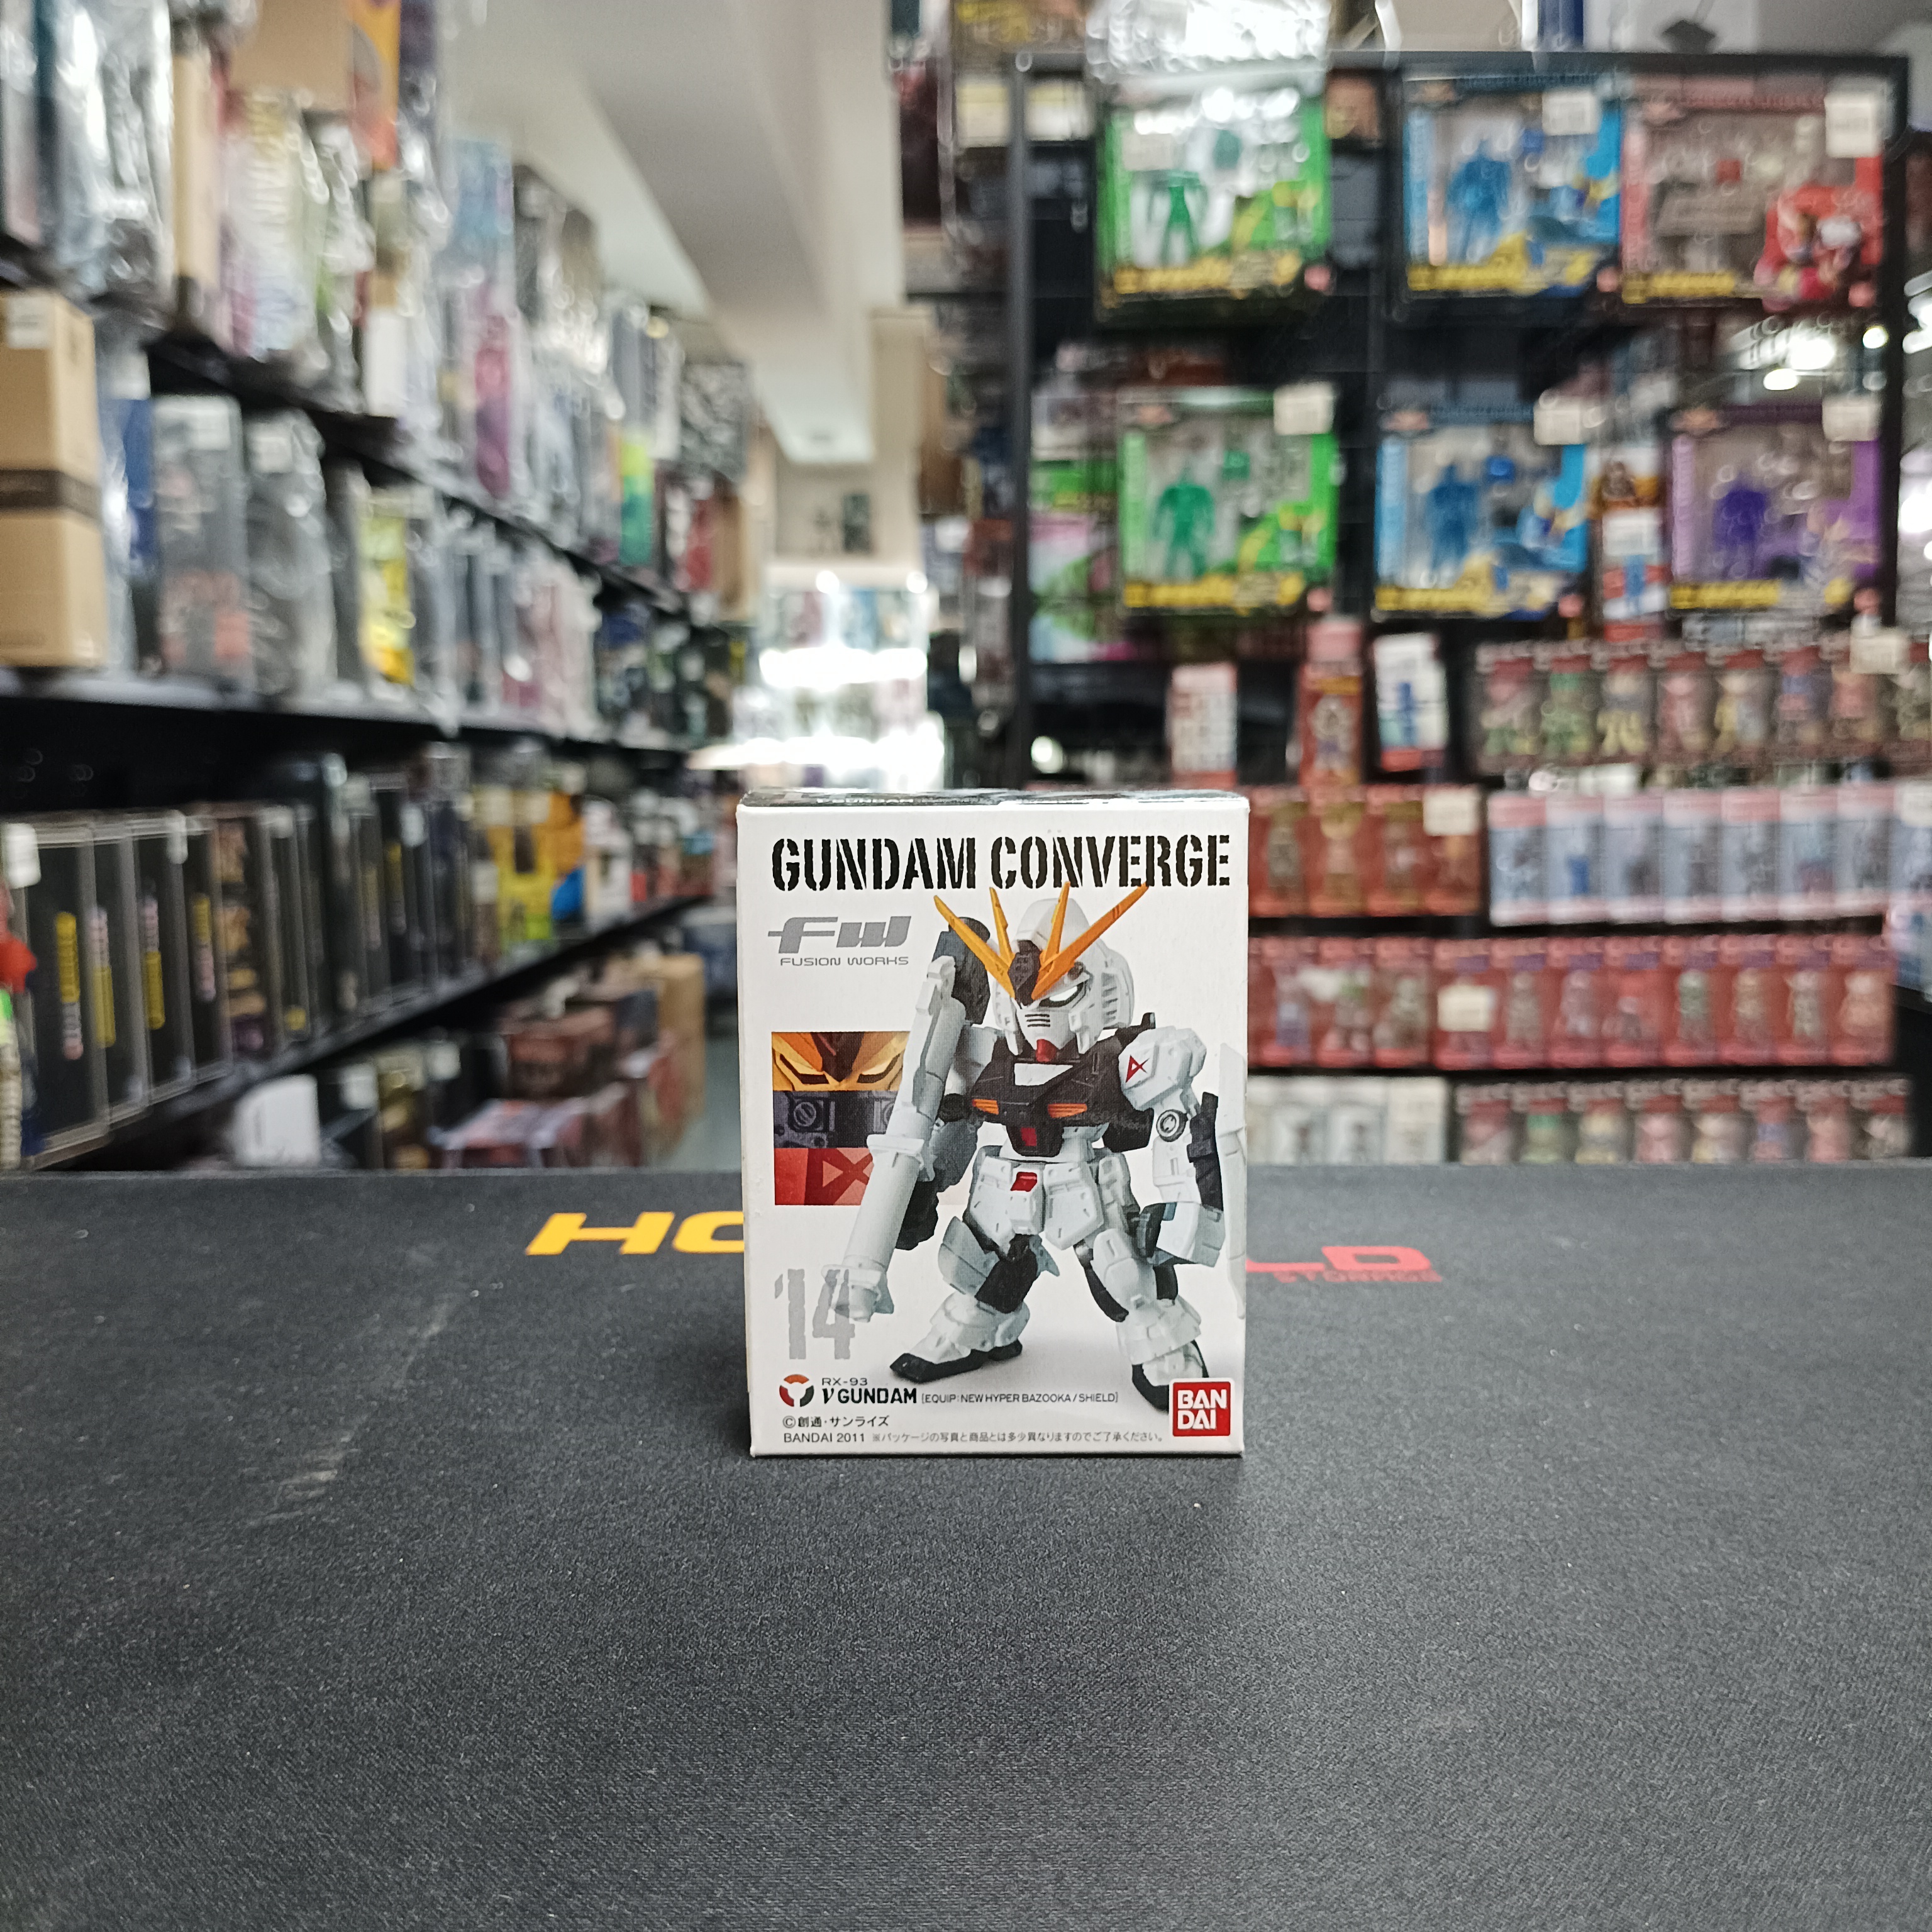 GUNDAM CONVERGE
FW
FUSION WORKS
14
RX-93
νGUNDAM [EQUIP:NEW HYPER BAZOOKA/SHIELD]
©創通・サンライズ
BANDAI 2011 ※パッケージの写真と商品とは多少異なりますのでご了承ください。
BAN
DAI
STORAGE